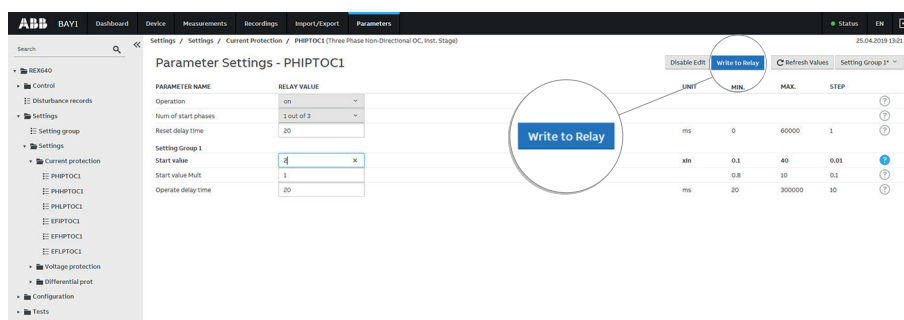 ABB BAY1 Dashboard Device Measurements Recordings Import/Export Parameters Status EN
Search «
Settings / Settings / Current Protection / PHIPTOC1 (Three Phase Non-Directional OC, Inst. Stage) 25.04.2019 13:21
Parameter Settings - PHIPTOC1 Disable Edit Write to Relay Refresh Values Setting Group 1*
PARAMETER NAME RELAY VALUE UNIT MIN. MAX. STEP
Operation on ?
Num of start phases 1 out of 3 ?
Reset delay time 20 ms 0 60000 1 ?
Setting Group 1
Start value 2 × xIn 0.1 40 0.01 ?
Start value Mult 1 0.8 10 0.1 ?
Operate delay time 20 ms 20 300000 10 ?
Write to Relay
REX640
Control
Disturbance records
Settings
Setting group
Settings
Current protection
PHIPTOC1
PHHPTOC1
PHLPTOC1
EFIPTOC1
EFHPTOC1
EFLPTOC1
Voltage protection
Differential prot
Configuration
Tests